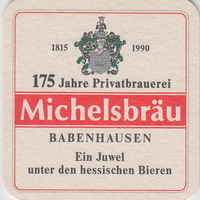 1815 1990
175 Jahre Privatbrauerei
Michelsbräu
BABENHAUSEN
Ein Juwel
unter den hessischen Bieren